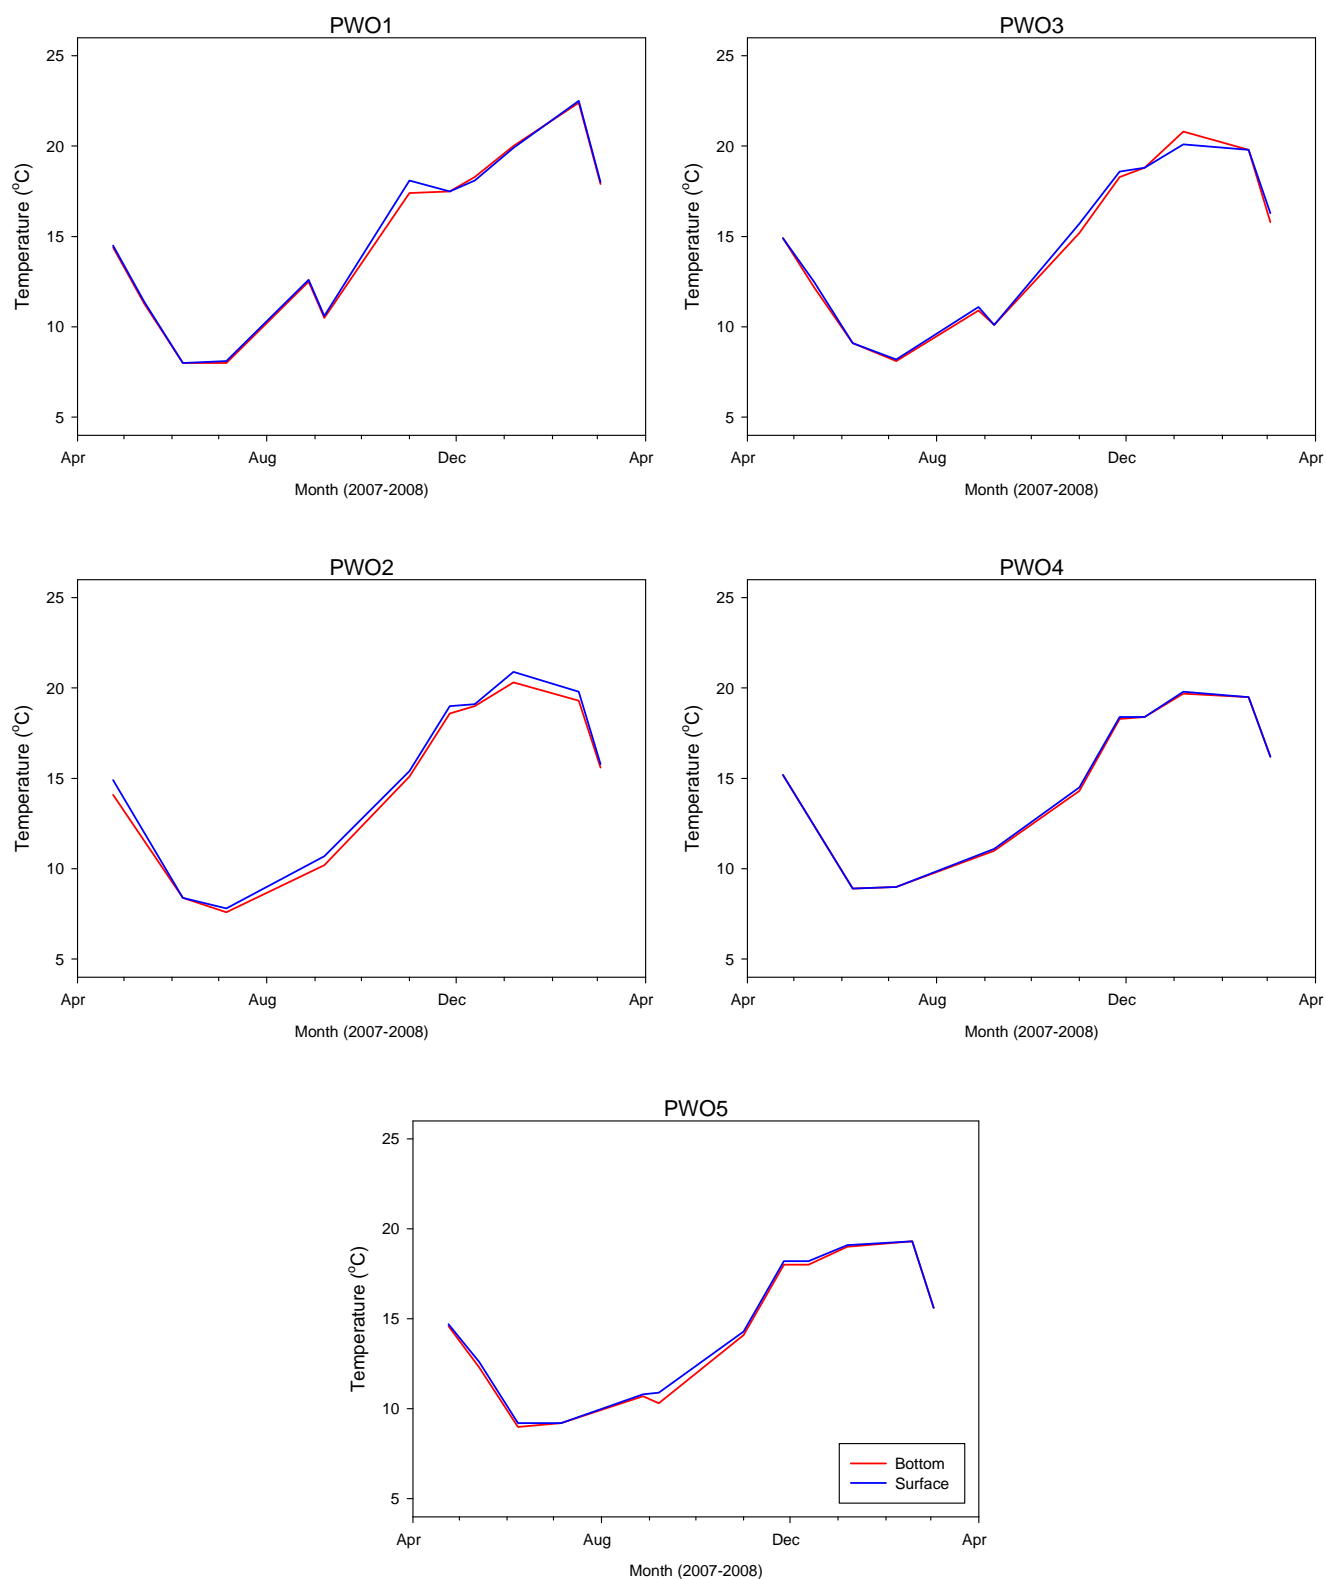 PWO1
25
20
15
10
5
Temperature (°C)
Apr Aug Dec Apr
Month (2007-2008)
PWO3
25
20
15
10
5
Temperature (°C)
Apr Aug Dec Apr
Month (2007-2008)
PWO2
25
20
15
10
5
Temperature (°C)
Apr Aug Dec Apr
Month (2007-2008)
PWO4
25
20
15
10
5
Temperature (°C)
Apr Aug Dec Apr
Month (2007-2008)
PWO5
25
20
15
10
5
Temperature (°C)
Bottom
Surface
Apr Aug Dec Apr
Month (2007-2008)